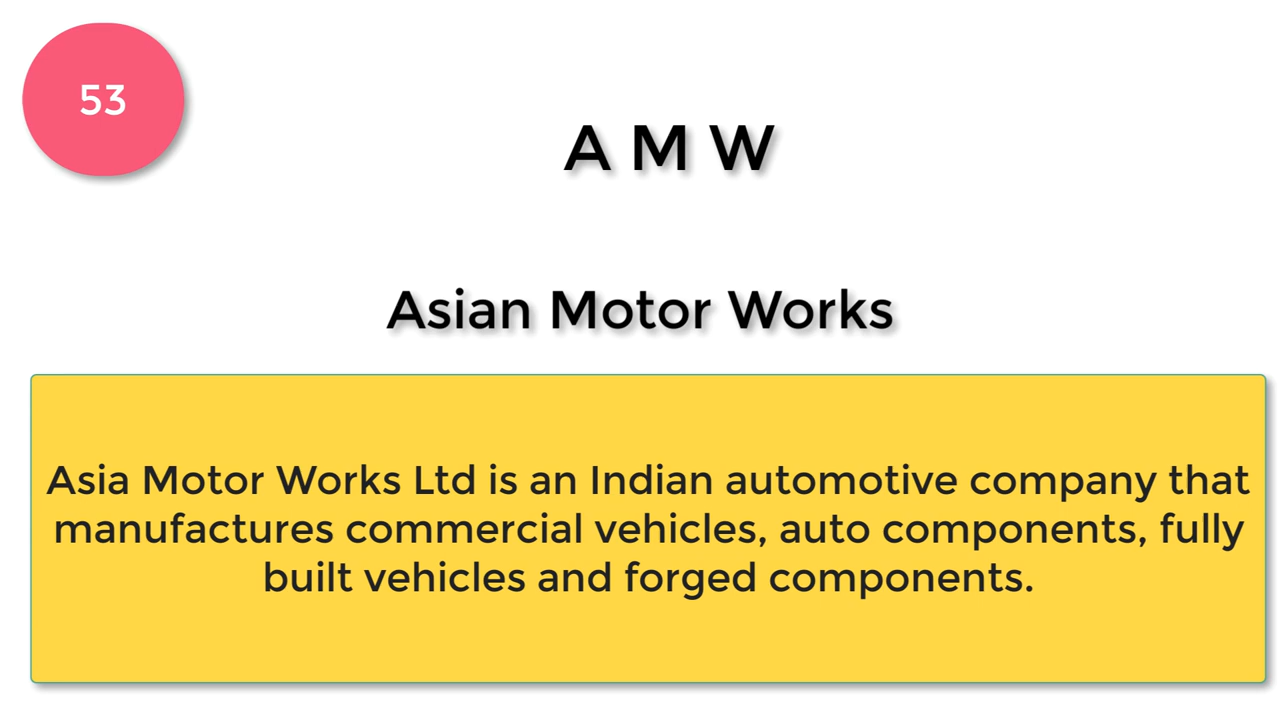 53
A M W
Asian Motor Works
Asia Motor Works Ltd is an Indian automotive company that
manufactures commercial vehicles, auto components, fully
built vehicles and forged components.